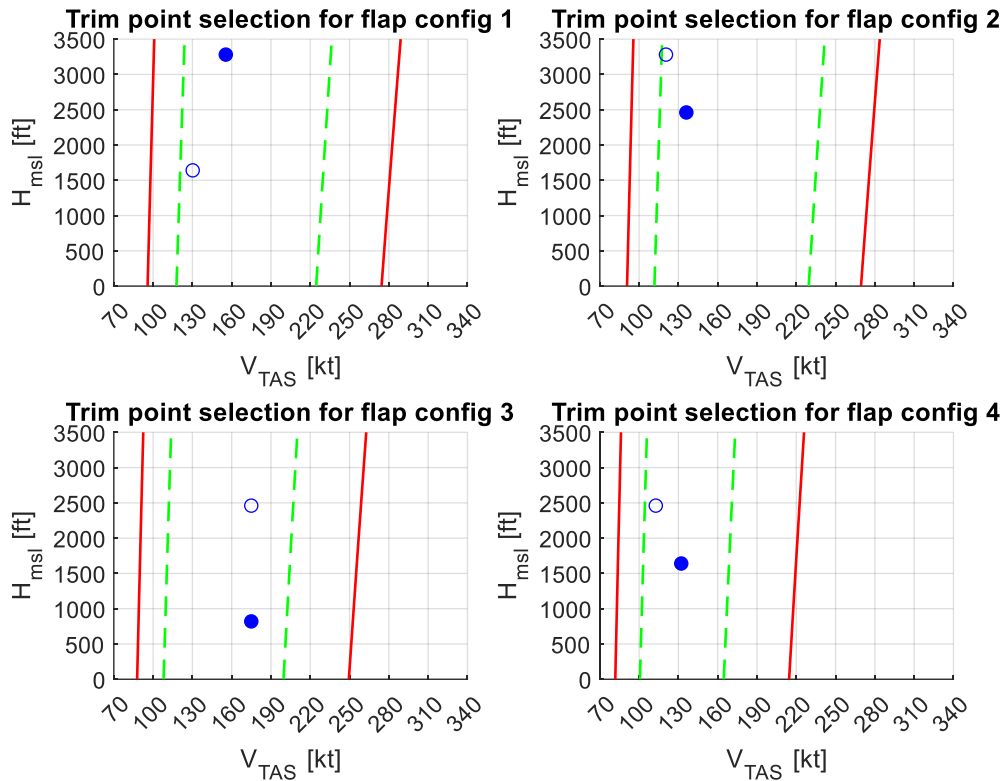 Trim point selection for flap config 1
3500
3000
2500
2000
1500
1000
500
0
H_msl [ft]
70 100 130 160 190 220 250 280 310 340
V_TAS [kt]
Trim point selection for flap config 2
3500
3000
2500
2000
1500
1000
500
0
H_msl [ft]
70 100 130 160 190 220 250 280 310 340
V_TAS [kt]
Trim point selection for flap config 3
3500
3000
2500
2000
1500
1000
500
0
H_msl [ft]
70 100 130 160 190 220 250 280 310 340
V_TAS [kt]
Trim point selection for flap config 4
3500
3000
2500
2000
1500
1000
500
0
H_msl [ft]
70 100 130 160 190 220 250 280 310 340
V_TAS [kt]